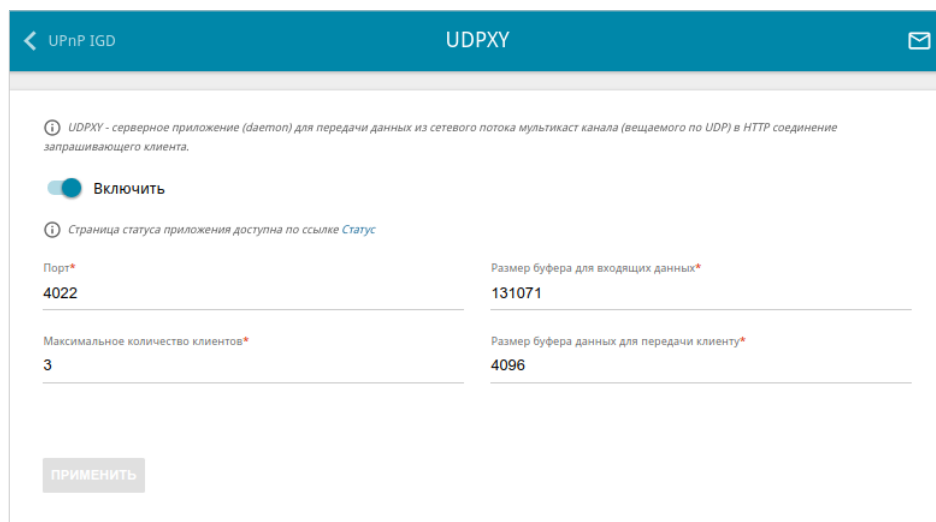 UPnP IGD
UDPXY
UDPXY - серверное приложение (daemon) для передачи данных из сетевого потока мультикаст канала (вещаемого по UDP) в HTTP соединение
запрашивающего клиента.
Включить
Страница статуса приложения доступна по ссылке Статус
Порт*
4022
Размер буфера для входящих данных*
131071
Максимальное количество клиентов*
3
Размер буфера данных для передачи клиенту*
4096
ПРИМЕНИТЬ